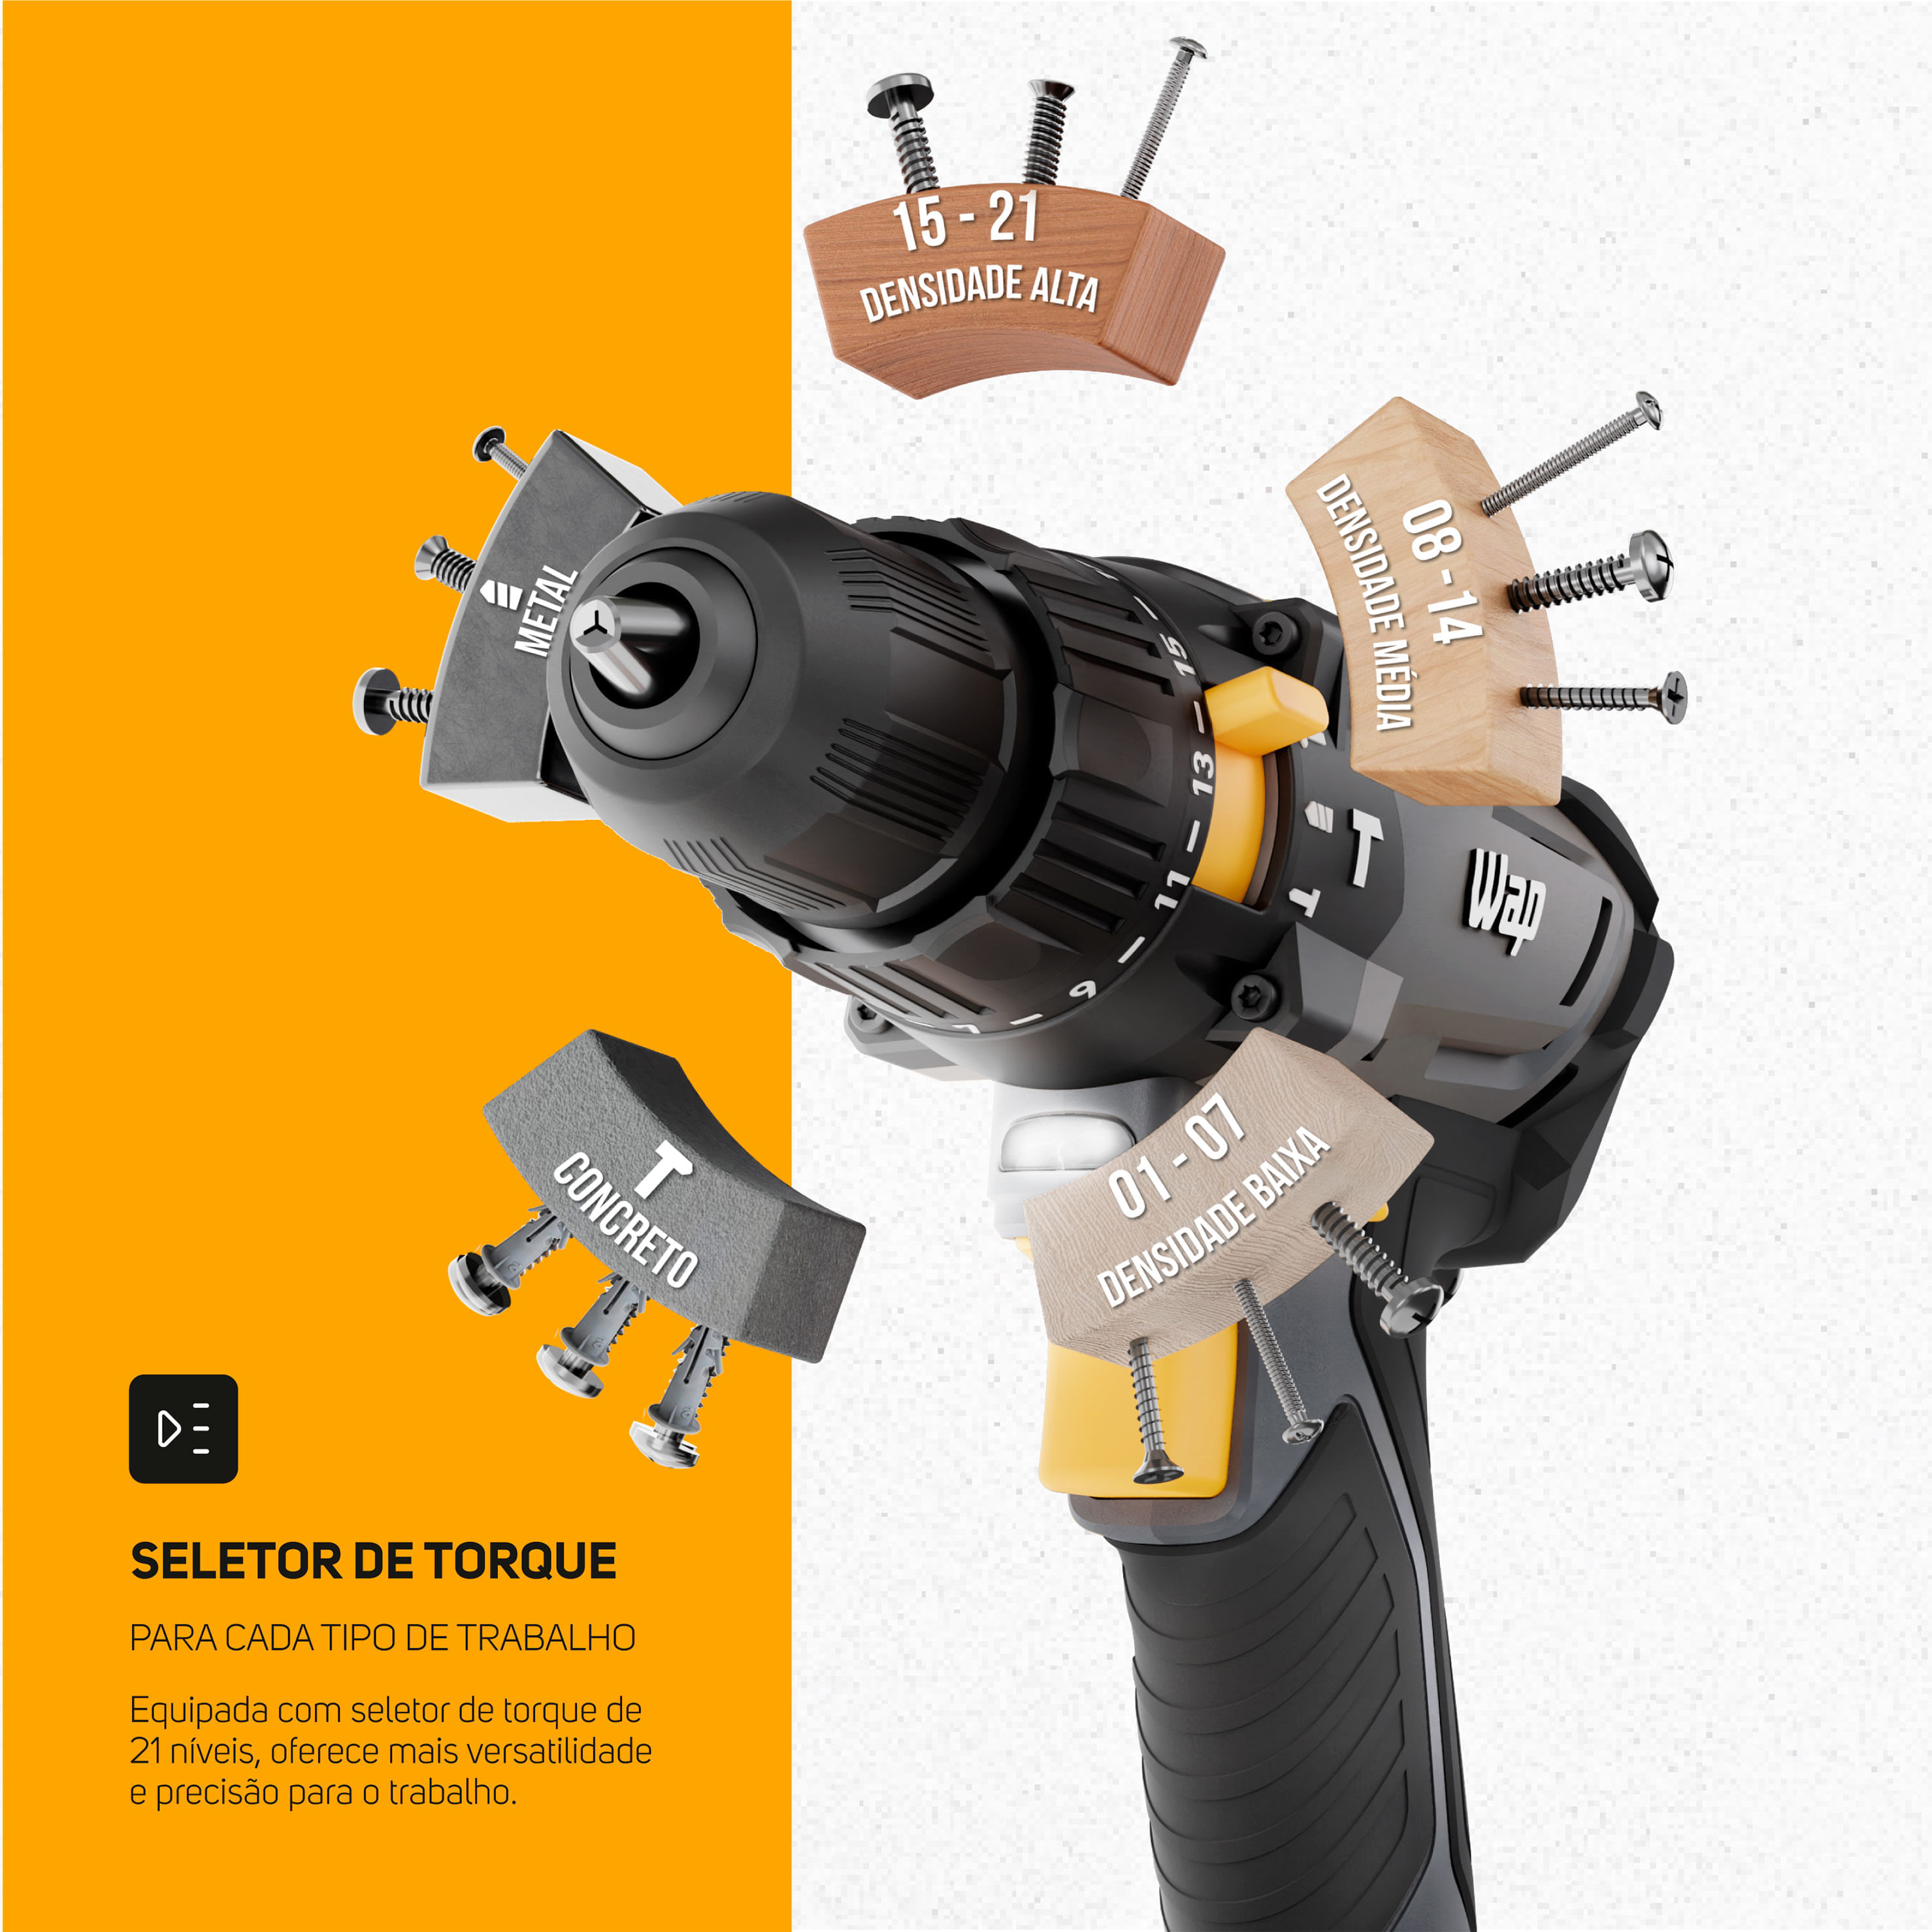 15 - 21
DENSIDADE ALTA
08 - 14
DENSIDADE MÉDIA
METAL
15
13
11
9
7
Wap
01 - 07
DENSIDADE BAIXA
CONCRETO
SELETOR DE TORQUE
PARA CADA TIPO DE TRABALHO
Equipada com seletor de torque de
21 níveis, oferece mais versatilidade
e precisão para o trabalho.